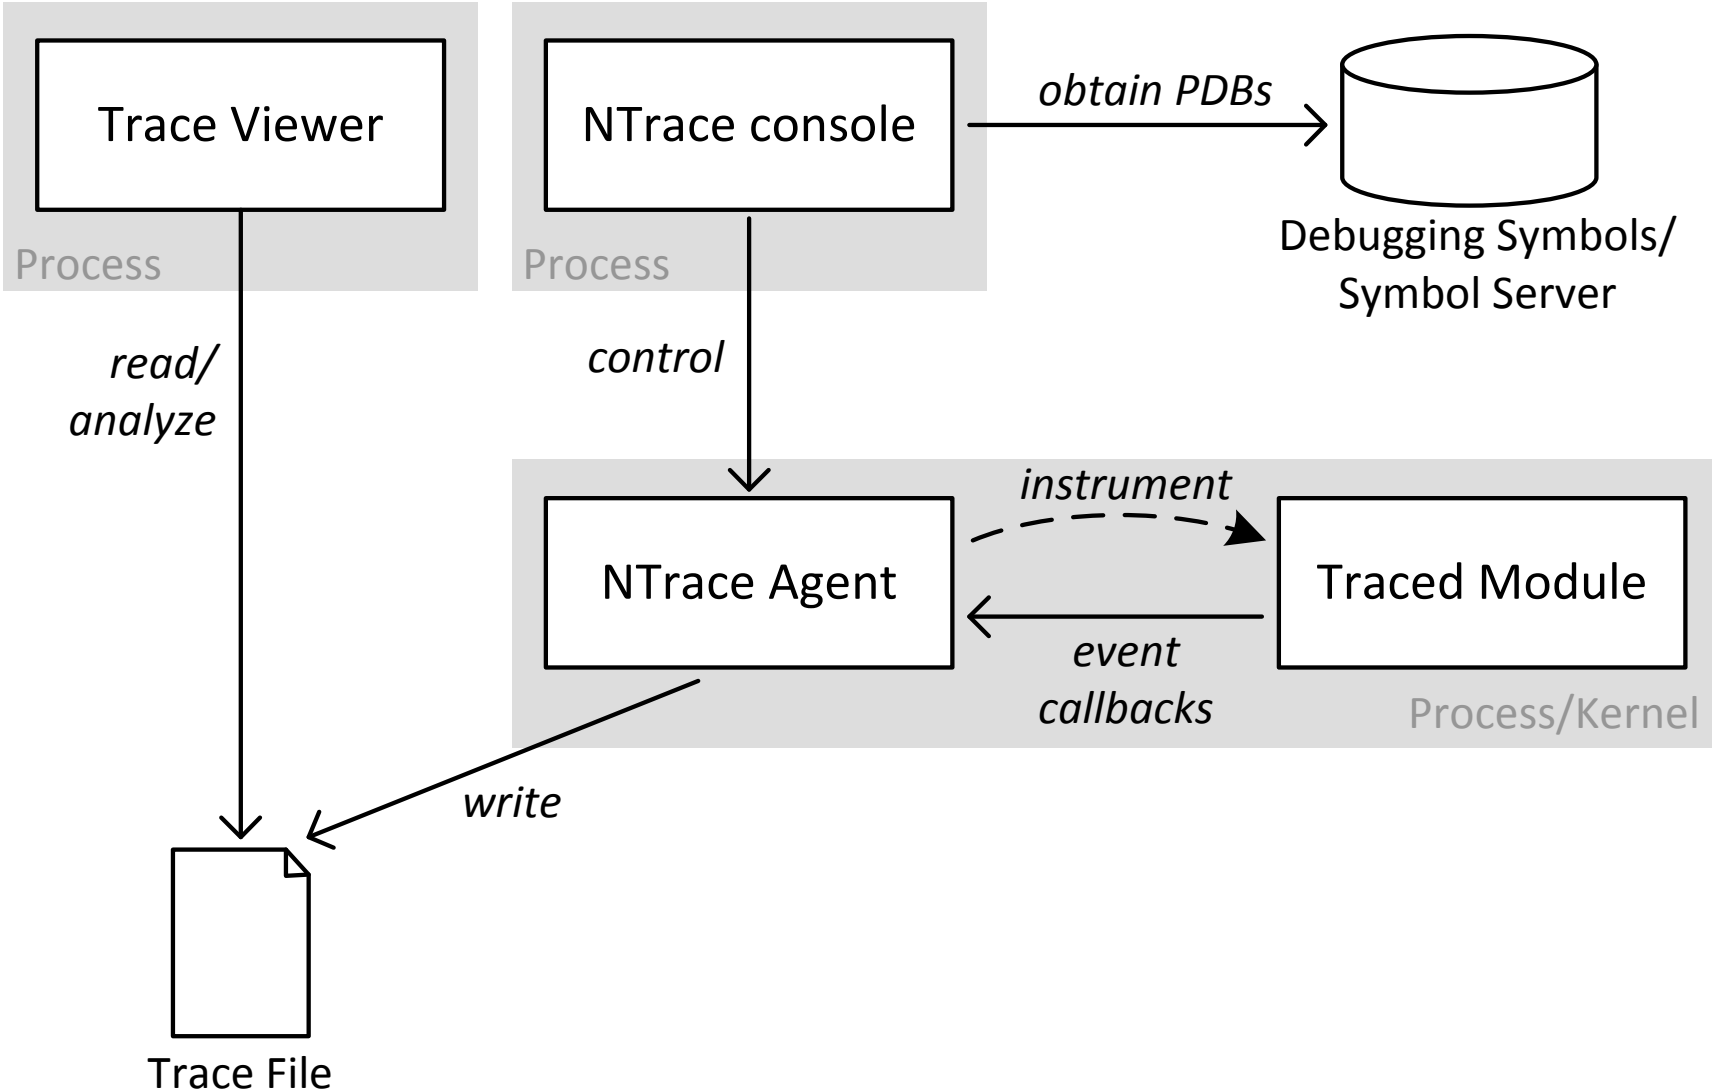 Trace Viewer
Process
NTrace console
Process
obtain PDBs
Debugging Symbols/
Symbol Server
read/
analyze
control
NTrace Agent
instrument
Traced Module
event
callbacks
Process/Kernel
write
Trace File